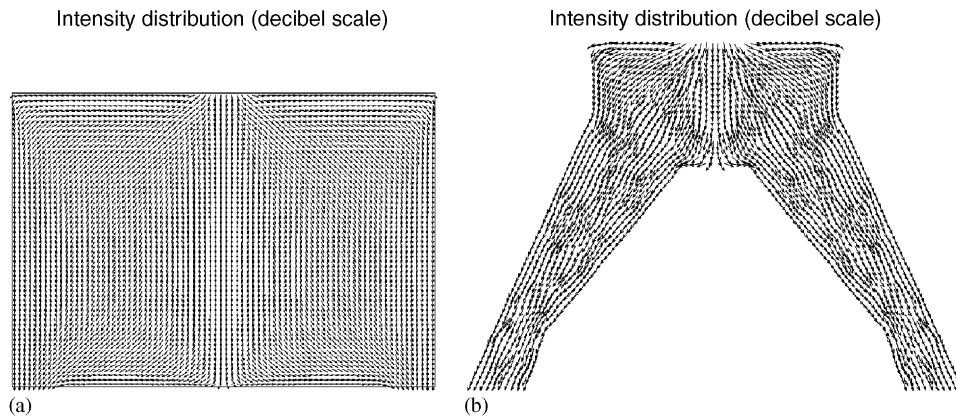 Intensity distribution (decibel scale)
Intensity distribution (decibel scale)
(a)
(b)